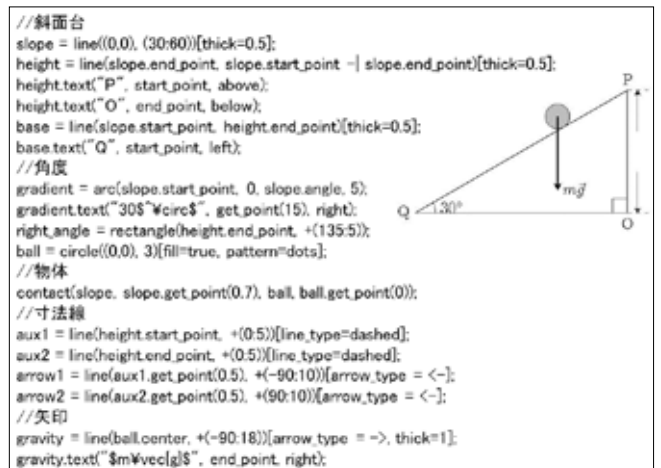 //斜面台
slope = line((0,0), (30:60))[thick=0.5];
height = line(slope.end_point, slope.start_point -| slope.end_point)[thick=0.5];
height.text("P", start_point, above);
height.text("O", end_point, below);
base = line(slope.start_point, height.end_point)[thick=0.5];
base.text("Q", start_point, left);
//角度
gradient = arc(slope.start_point, 0, slope.angle, 5);
gradient.text("30$^¥circ$", get_point(15), right);
right_angle = rectangle(height.end_point, +(135:5));
ball = circle((0,0), 3)[fill=true, pattern=dots];
//物体
contact(slope, slope.get_point(0.7), ball, ball.get_point(0));
//寸法線
aux1 = line(height.start_point, +(0:5))[line_type=dashed];
aux2 = line(height.end_point, +(0:5))[line_type=dashed];
arrow1 = line(aux1.get_point(0.5), +(-90:10))[arrow_type = <-];
arrow2 = line(aux2.get_point(0.5), +(90:10))[arrow_type = <-];
//矢印
gravity = line(ball.center, +(-90:18))[arrow_type = ->, thick=1];
gravity.text("$m¥vec{g}$", end_point, right);
P
mg⃗
Q
30°
O